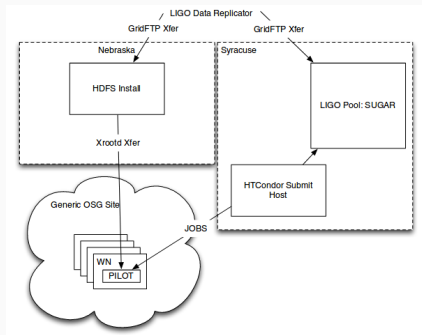 LIGO Data Replicator
GridFTP Xfer
GridFTP Xfer
Nebraska
Syracuse
HDFS Install
LIGO Pool: SUGAR
Xrootd Xfer
HTCondor Submit
Host
Generic OSG Site
JOBS
WN
PILOT